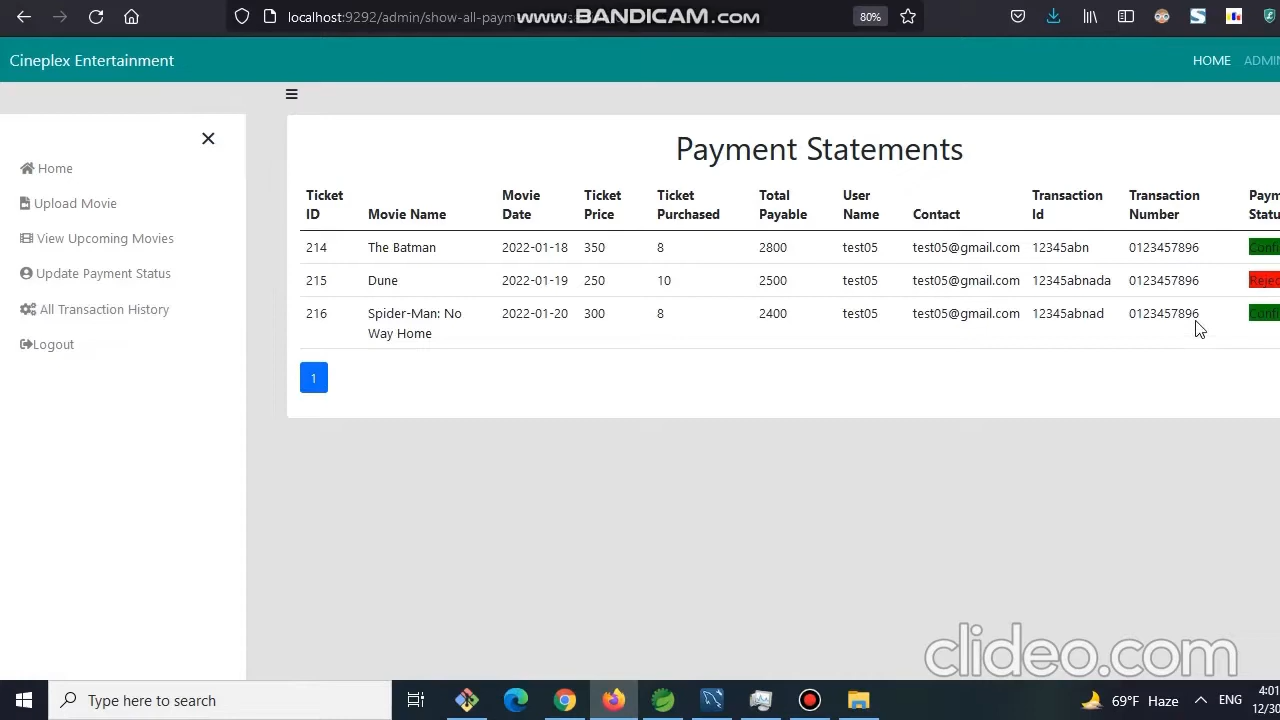 localhost:9292/admin/show-all-paym
www.BANDICAM.com
80%
Cineplex Entertainment
HOME
Home
Upload Movie
View Upcoming Movies
Update Payment Status
All Transaction History
Logout
Payment Statements
Ticket ID Movie Name Movie Date Ticket Price Ticket Purchased Total Payable User Name Contact Transaction Id Transaction Number
214 The Batman 2022-01-18 350 8 2800 test05 test05@gmail.com 12345abn 0123457896
215 Dune 2022-01-19 250 10 2500 test05 test05@gmail.com 12345abnada 0123457896
216 Spider-Man: No Way Home 2022-01-20 300 8 2400 test05 test05@gmail.com 12345abnad 0123457896
1
clideo.com
Type here to search
69°F Haze
ENG
4:01
12/30